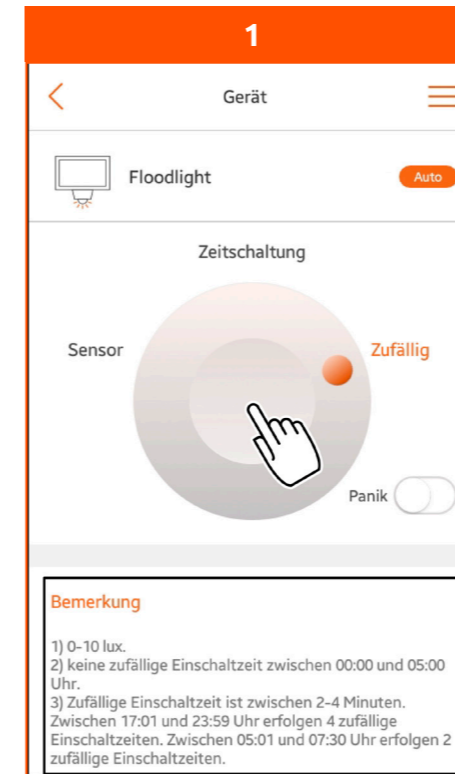 1
Gerät
Floodlight
Auto
Zeitschaltung
Sensor
Zufällig
Panik
Bemerkung
1) 0-10 lux.
2) keine zufällige Einschaltzeit zwischen 00:00 und 05:00
Uhr.
3) Zufällige Einschaltzeit ist zwischen 2-4 Minuten.
Zwischen 17:01 und 23:59 Uhr erfolgen 4 zufällige
Einschaltzeiten. Zwischen 05:01 und 07:30 Uhr erfolgen 2
zufällige Einschaltzeiten.